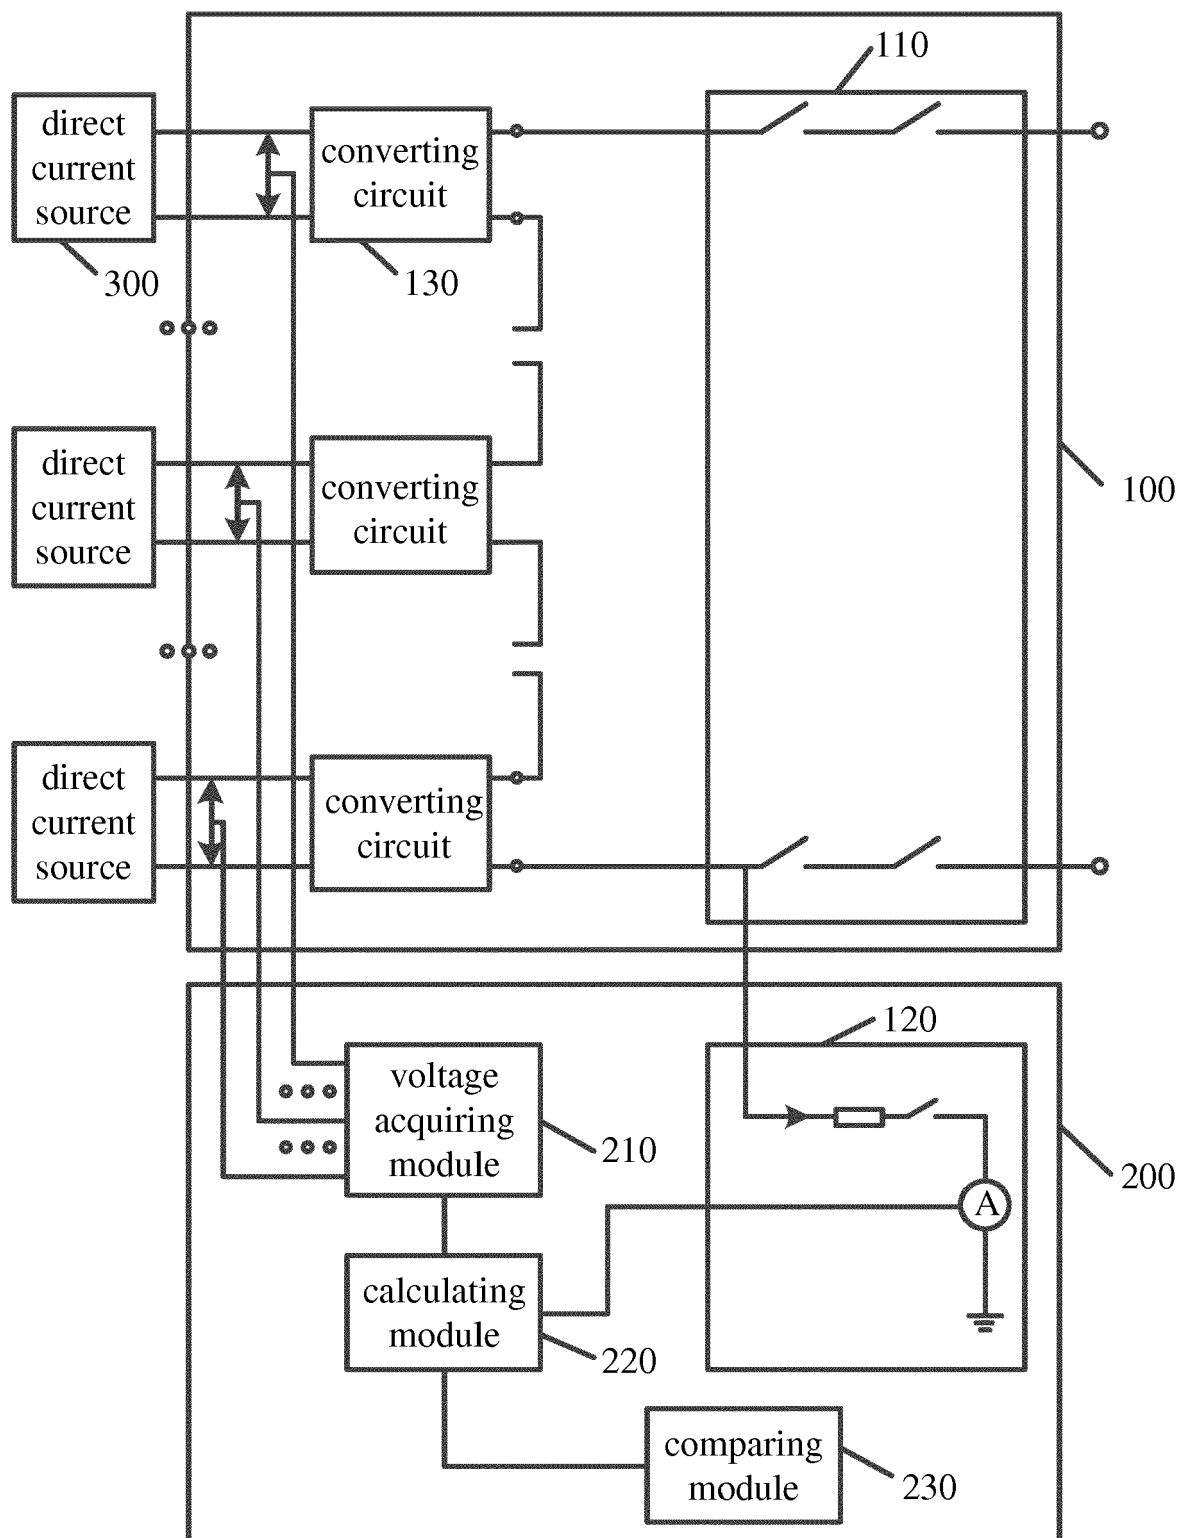 110
direct
current
source
converting
circuit
300
130
direct
current
source
converting
circuit
100
direct
current
source
converting
circuit
120
voltage
acquiring
module
210
200
A
calculating
module
220
comparing
module
230